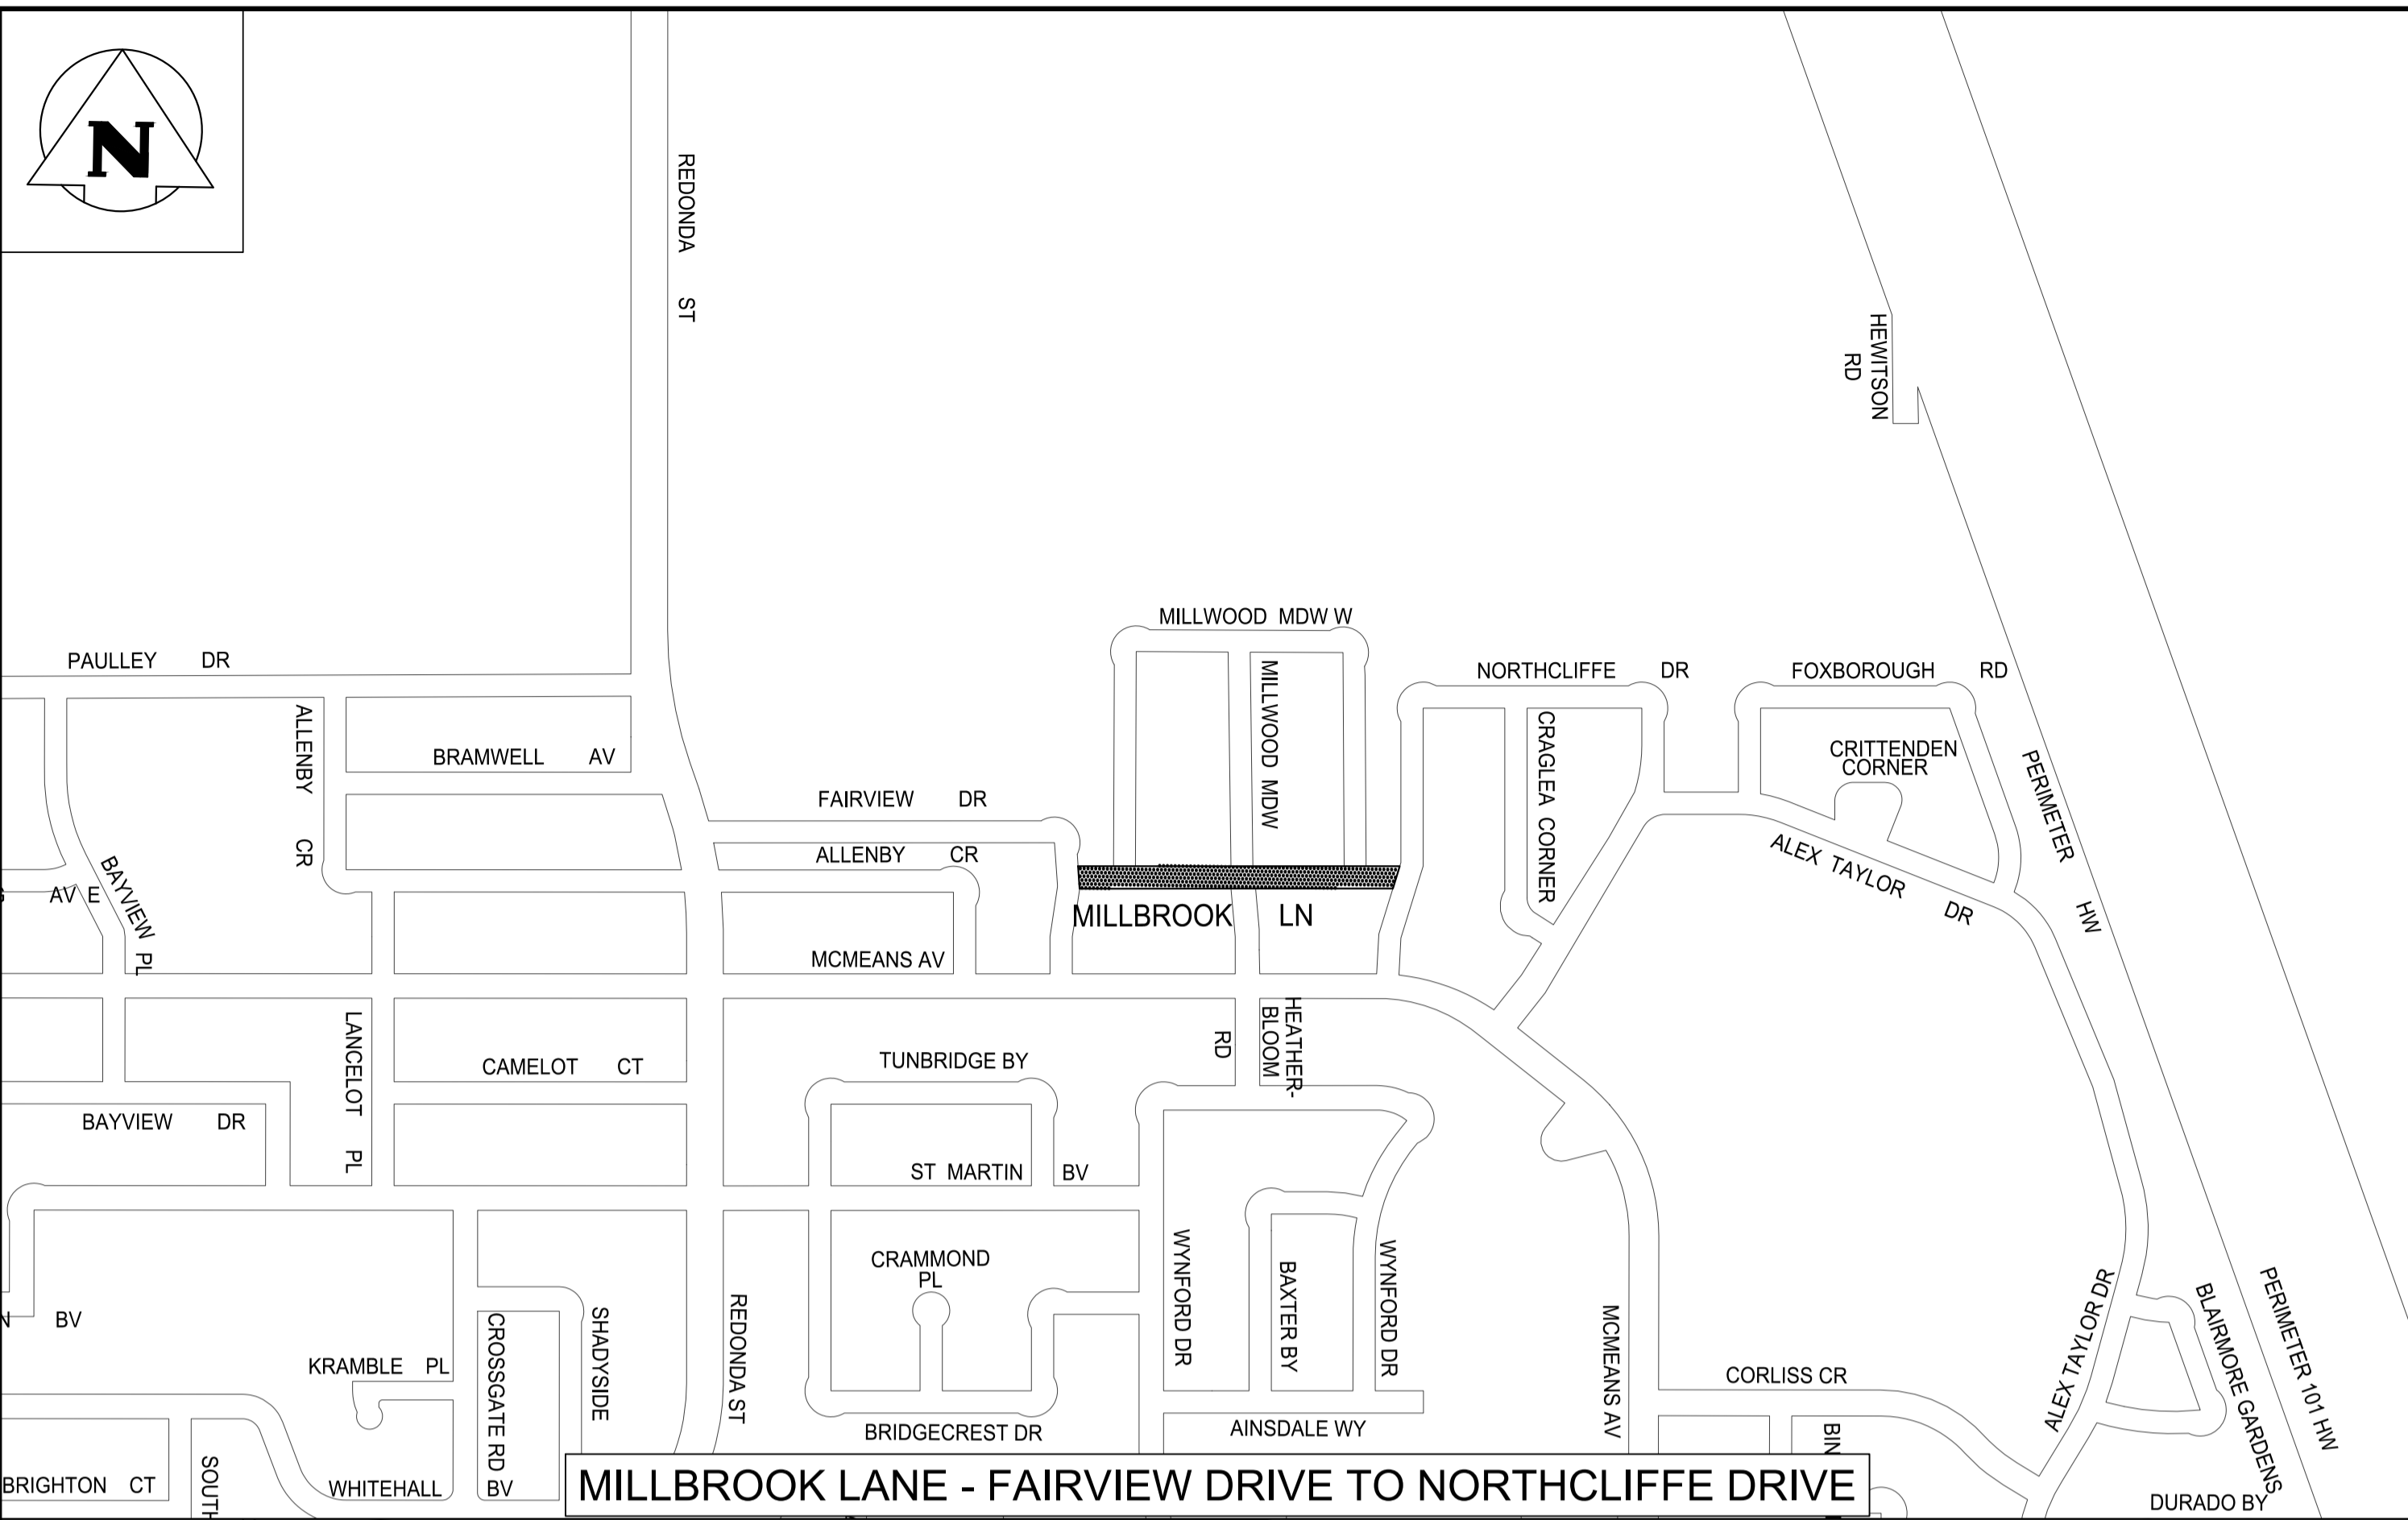 N
REDONDA ST
HEWITSON
RD
MILLWOOD MDW W
PAULLEY DR
NORTHCLIFFE DR
FOXBOROUGH RD
MILLWOOD MDW
ALLENBY CR
CRAGLEA CORNER
BRAMWELL AV
CRITTENDEN
CORNER
PERIMETER HW
FAIRVIEW DR
ALLENBY CR
ALEX TAYLOR DR
BAYVIEW PL
AV E
MILLBROOK LN
MCMEANS AV
HEATHER-
BLOOM
RD
LANCELOT PL
CAMELOT CT
TUNBRIDGE BY
BAYVIEW DR
ST MARTIN BV
CRAMMOND
PL
WYNFORD DR
BAXTER BY
WYNFORD DR
BV
SHADYSIDE
REDONDA ST
CROSSGATE RD
MCMEANS AV
ALEX TAYLOR DR
BLAIRMORE GARDENS
PERIMETER 101 HW
KRAMBLE PL
CORLISS CR
BRIDGECREST DR
AINSDALE WY
BIN
SOUTH
BRIGHTON CT
WHITEHALL BV
MILLBROOK LANE - FAIRVIEW DRIVE TO NORTHCLIFFE DRIVE
DURADO BY